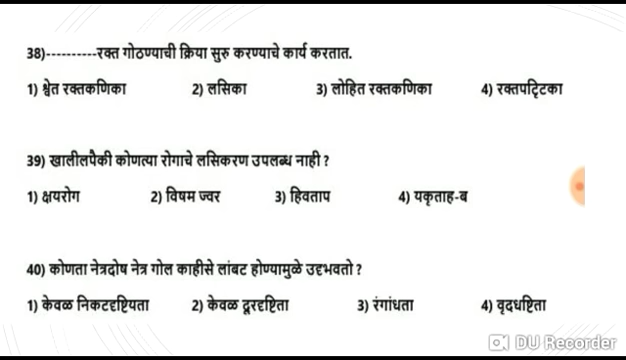 38)----------रक्त गोठण्याची क्रिया सुरु करण्याचे कार्य करतात.
1) श्वेत रक्तकणिका 2) लसिका 3) लोहित रक्तकणिका 4) रक्तपट्टिका
39) खालीलपैकी कोणत्या रोगाचे लसिकरण उपलब्ध नाही ?
1) क्षयरोग 2) विषम ज्वर 3) हिवताप 4) यकृताह-ब
40) कोणता नेत्रदोष नेत्र गोल काहीसे लांबट होण्यामुळे उद्दभवतो ?
1) केवळ निकटदृष्टियता 2) केवळ दूरदृष्टिता 3) रंगांधता 4) वृदधष्टिता
DU Recorder